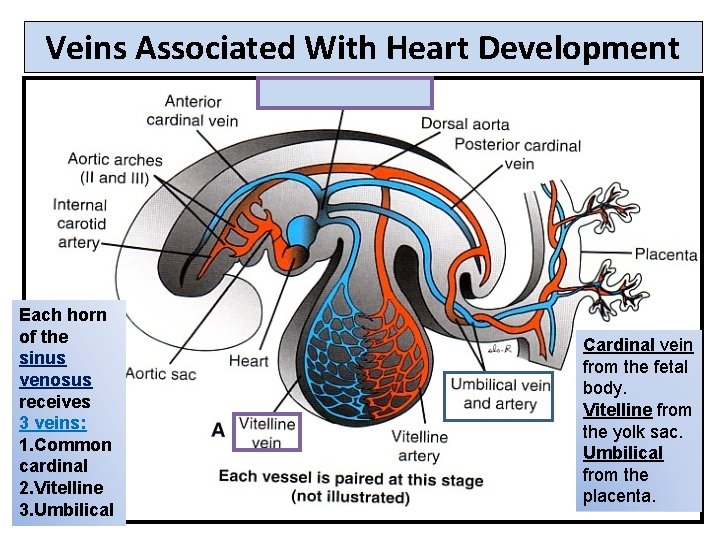 Veins Associated With Heart Development
Anterior
cardinal vein
Dorsal aorta
Posterior cardinal
vein
Aortic arches
(II and III)
Internal
carotid
artery
Placenta
Each horn
of the
sinus
venosus
receives
3 veins:
1. Common
cardinal
2. Vitelline
3. Umbilical
Aortic sac
Heart
Umbilical vein
and artery
A
Vitelline
vein
Vitelline
artery
Each vessel is paired at this stage
(not illustrated)
Cardinal vein
from the fetal
body.
Vitelline from
the yolk sac.
Umbilical
from the
placenta.